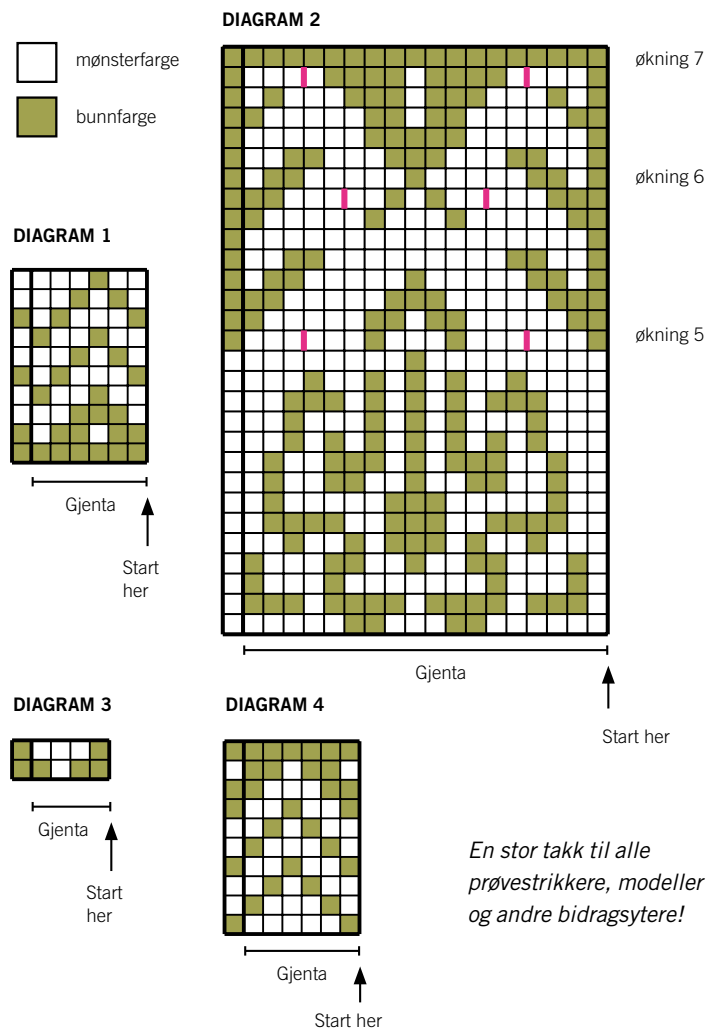 DIAGRAM 2
mønsterfarge
bunnfarge
økning 7
økning 6
økning 5
Gjenta
Start her
DIAGRAM 1
Gjenta
Start
her
DIAGRAM 3
Gjenta
Start
her
DIAGRAM 4
Gjenta
Start her
En stor takk til alle
prøvestrikkere, modeller
og andre bidragsytere!